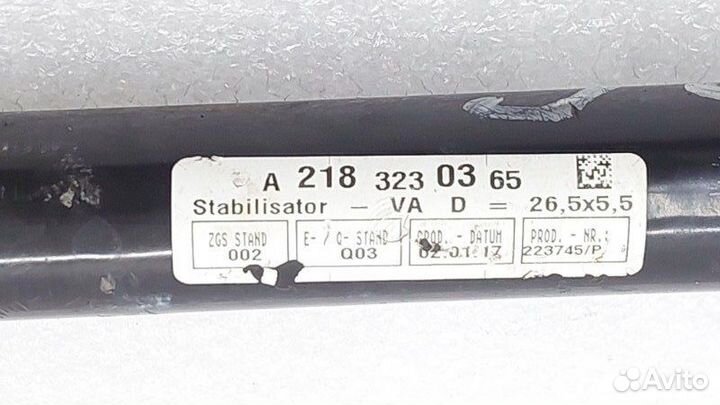 A 218 323 03 65
Stabilisator - VA D = 26,5x5,5
ZGS STAND
002
E- / Q- STAND
Q03
PROD. - DATUM
02.01.17
PROD. - NR.:
223745/P
Avito